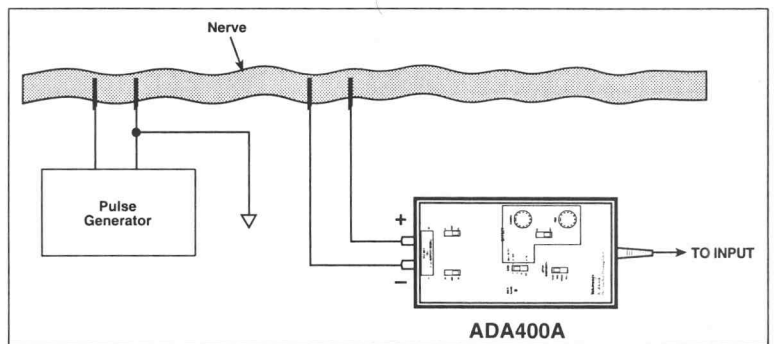 Nerve
Pulse
Generator
+
−
TO INPUT
ADA400A